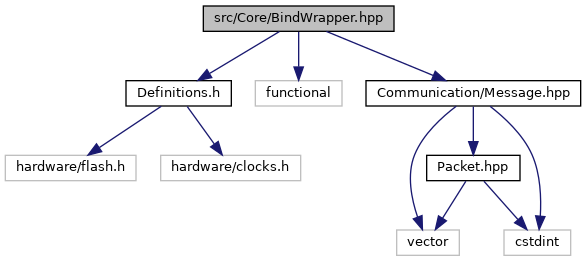 src/Core/BindWrapper.hpp
Definitions.h
functional
Communication/Message.hpp
hardware/flash.h
hardware/clocks.h
Packet.hpp
vector
cstdint